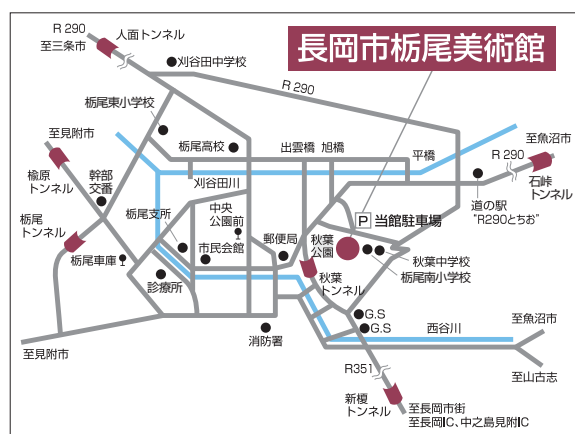 長岡市栃尾美術館
R 290
至三条市
人面トンネル
刈谷田中学校
R 290
栃尾東小学校
至見附市
栃尾高校
出雲橋
旭橋
平橋
至魚沼市
R 290
石峠
トンネル
楡原
トンネル
幹部
交番
刈谷田川
道の駅
"R290とちお"
栃尾
トンネル
栃尾支所
中央
公園前
P 当館駐車場
市民会館
郵便局
秋葉
公園
秋葉中学校
栃尾南小学校
栃尾車庫
診療所
秋葉
トンネル
G.S
G.S
西谷川
至魚沼市
至見附市
消防署
至山古志
R351
新榎
トンネル
至長岡市街
至長岡IC、中之島見附IC